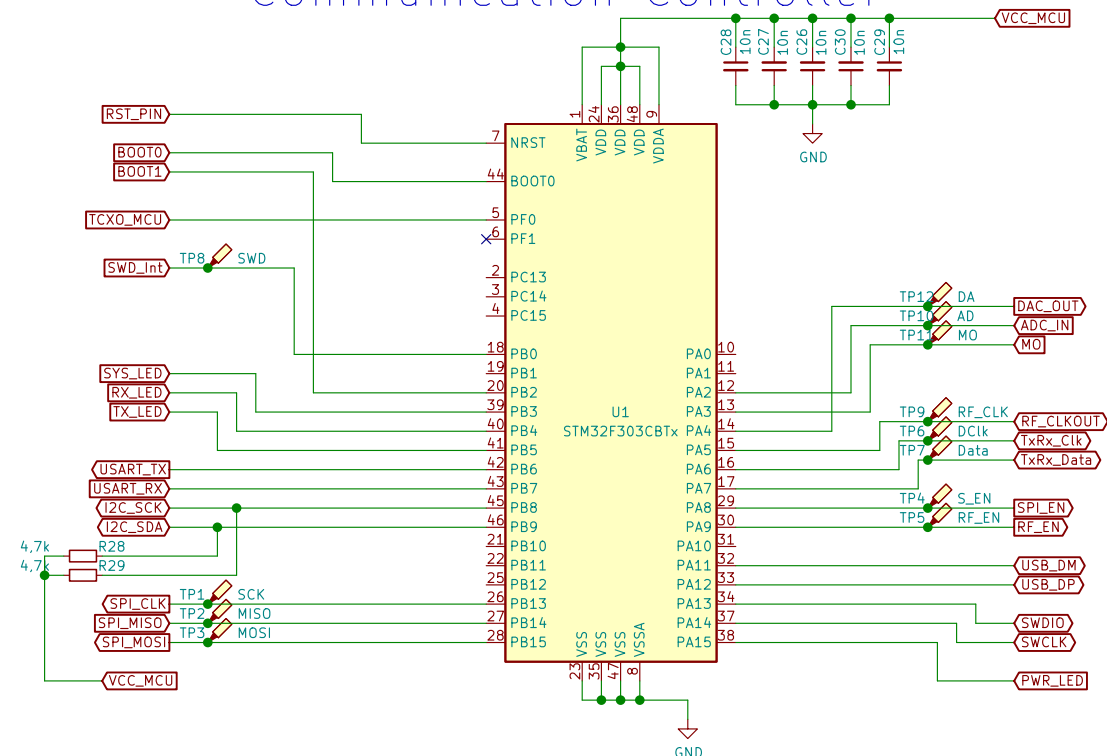 Communication Controller
VCC_MCU
C28 10n
C27 10n
C26 10n
C30 10n
C29 10n
GND
RST_PIN
BOOT0
BOOT1
TCXO_MCU
SWD_Int
TP8 SWD
SYS_LED
RX_LED
TX_LED
USART_TX
USART_RX
I2C_SCK
I2C_SDA
4,7k R28
4,7k R29
SPI_CLK
TP1 SCK
SPI_MISO
TP2 MISO
SPI_MOSI
TP3 MOSI
VCC_MCU
1 VBAT
24 VDD
36 VDD
48 VDD
9 VDDA
7 NRST
44 BOOT0
5 PF0
6 PF1
2 PC13
3 PC14
4 PC15
18 PB0
19 PB1
20 PB2
39 PB3
40 PB4
41 PB5
42 PB6
43 PB7
45 PB8
46 PB9
21 PB10
22 PB11
25 PB12
26 PB13
27 PB14
28 PB15
U1
STM32F303CBTx
PA0 10
PA1 11
PA2 12
PA3 13
PA4 14
PA5 15
PA6 16
PA7 17
PA8 29
PA9 30
PA10 31
PA11 32
PA12 33
PA13 34
PA14 37
PA15 38
23 VSS
35 VSS
47 VSS
8 VSSA
GND
TP12 DA
DAC_OUT
TP10 AD
ADC_IN
TP11 MO
MO
TP9 RF_CLK
RF_CLKOUT
TP6 DClk
TxRx_Clk
TP7 Data
TxRx_Data
TP4 S_EN
SPI_EN
TP5 RF_EN
RF_EN
USB_DM
USB_DP
SWDIO
SWCLK
PWR_LED